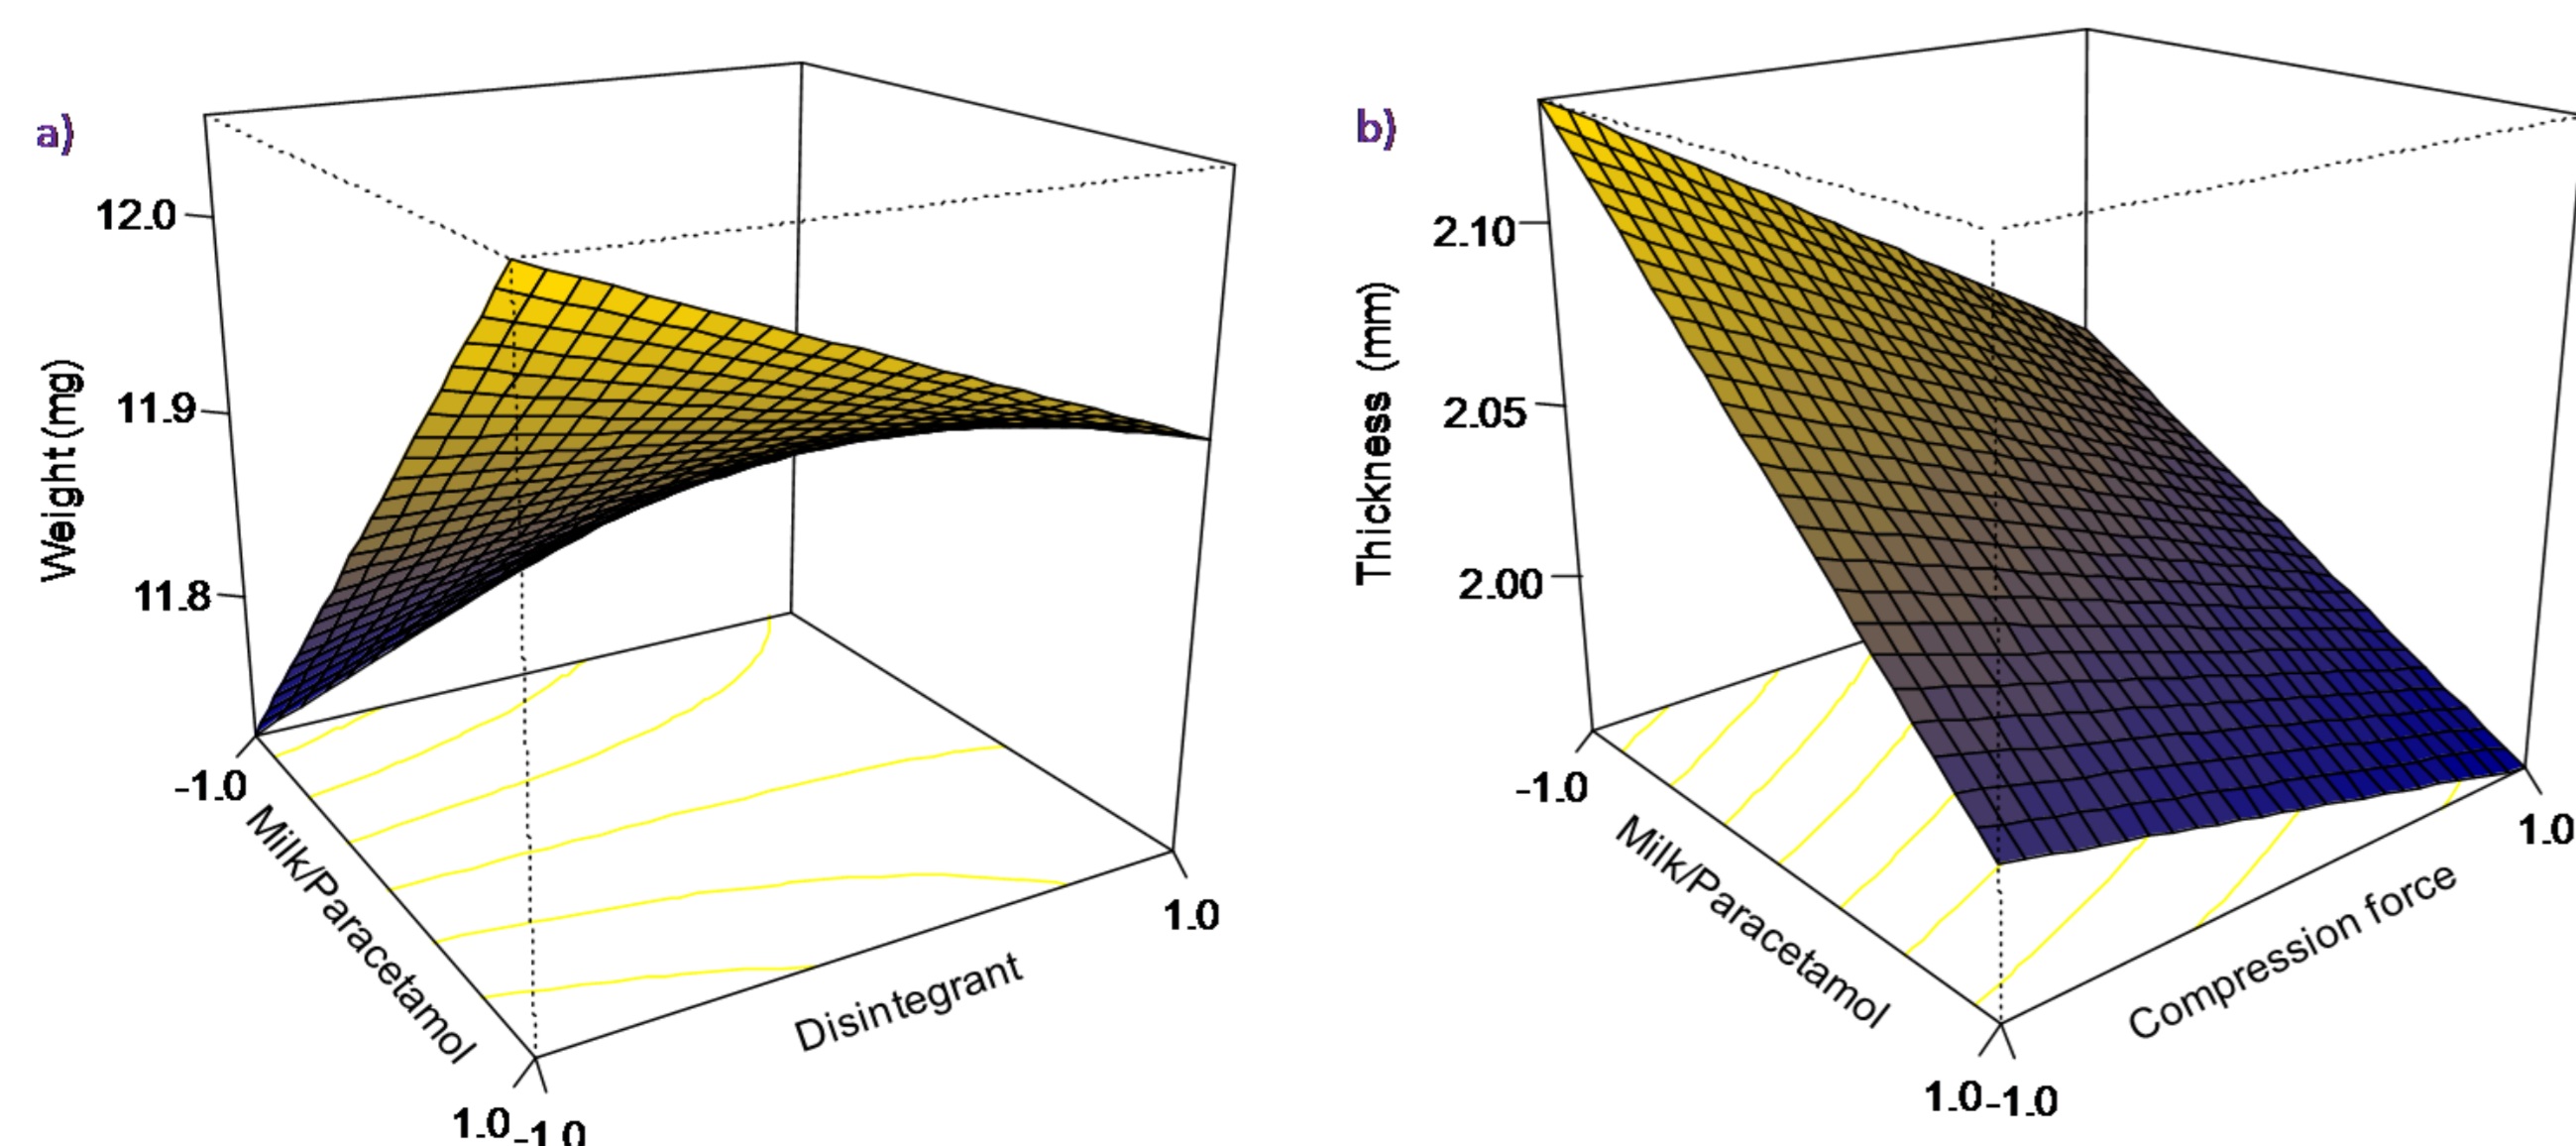 a)
12.0
11.9
11.8
Weight (mg)
-1.0
Milk/Paracetamol
1.0
-1.0
Disintegrant
1.0
b)
2.10
2.05
2.00
Thickness (mm)
-1.0
Milk/Paracetamol
1.0
-1.0
Compression force
1.0